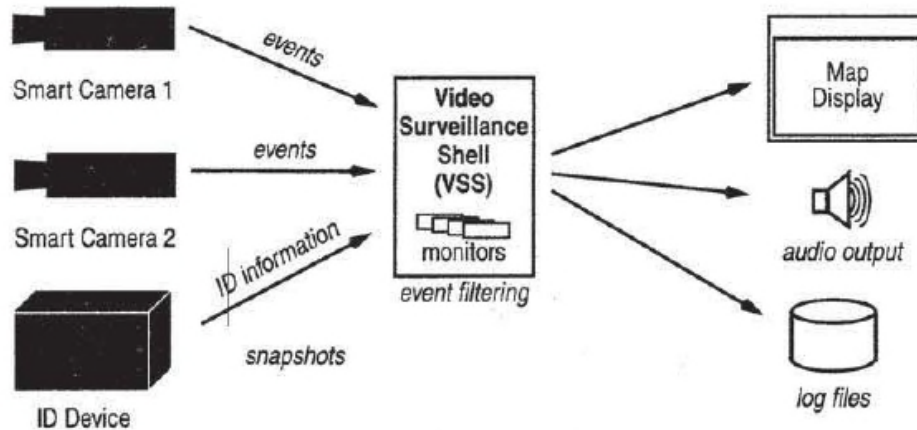 events
Smart Camera 1
events
Smart Camera 2
ID information
snapshots
ID Device
Video
Surveillance
Shell
(VSS)
monitors
event filtering
Map
Display
audio output
log files